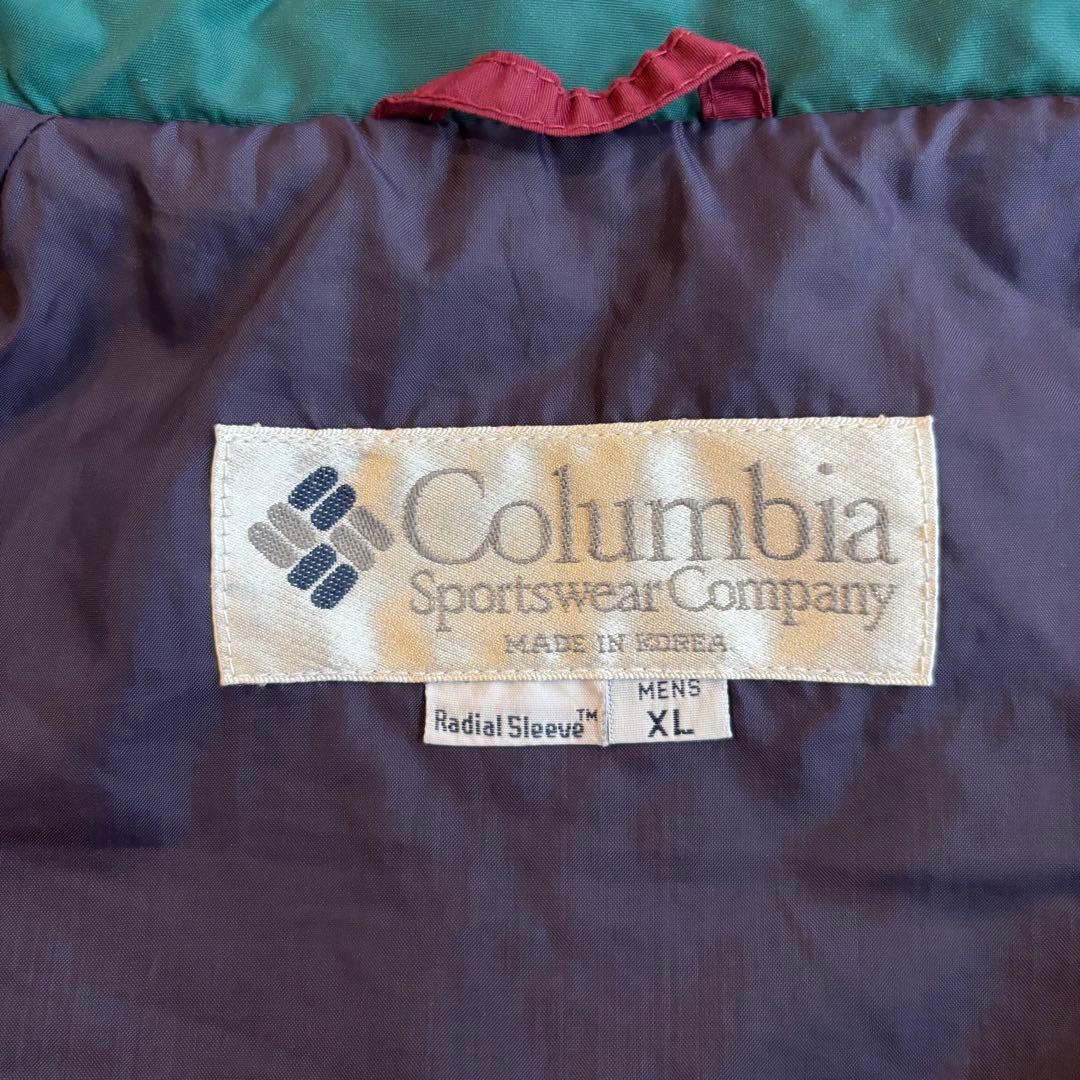 Columbia
Sportswear Company
MADE IN KOREA
Radial Sleeve™
MENS
XL